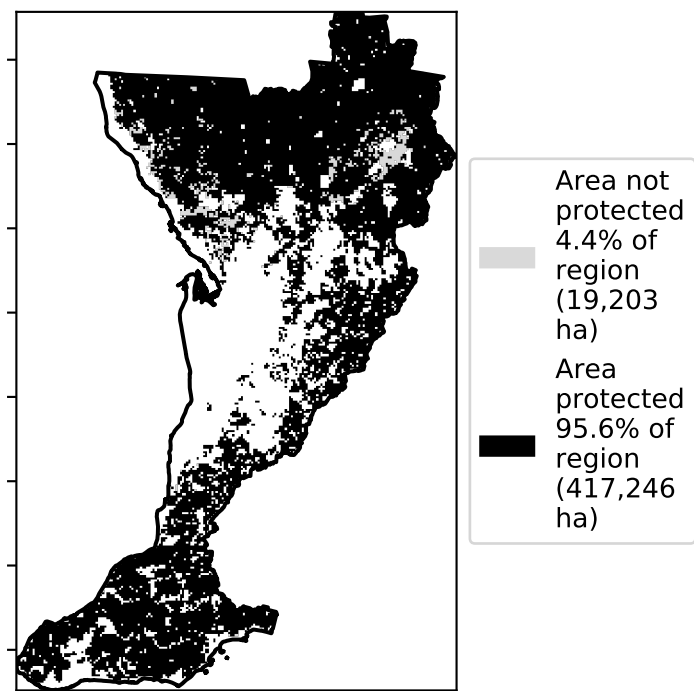 Area not
protected
4.4% of
region
(19,203
ha)
Area
protected
95.6% of
region
(417,246
ha)